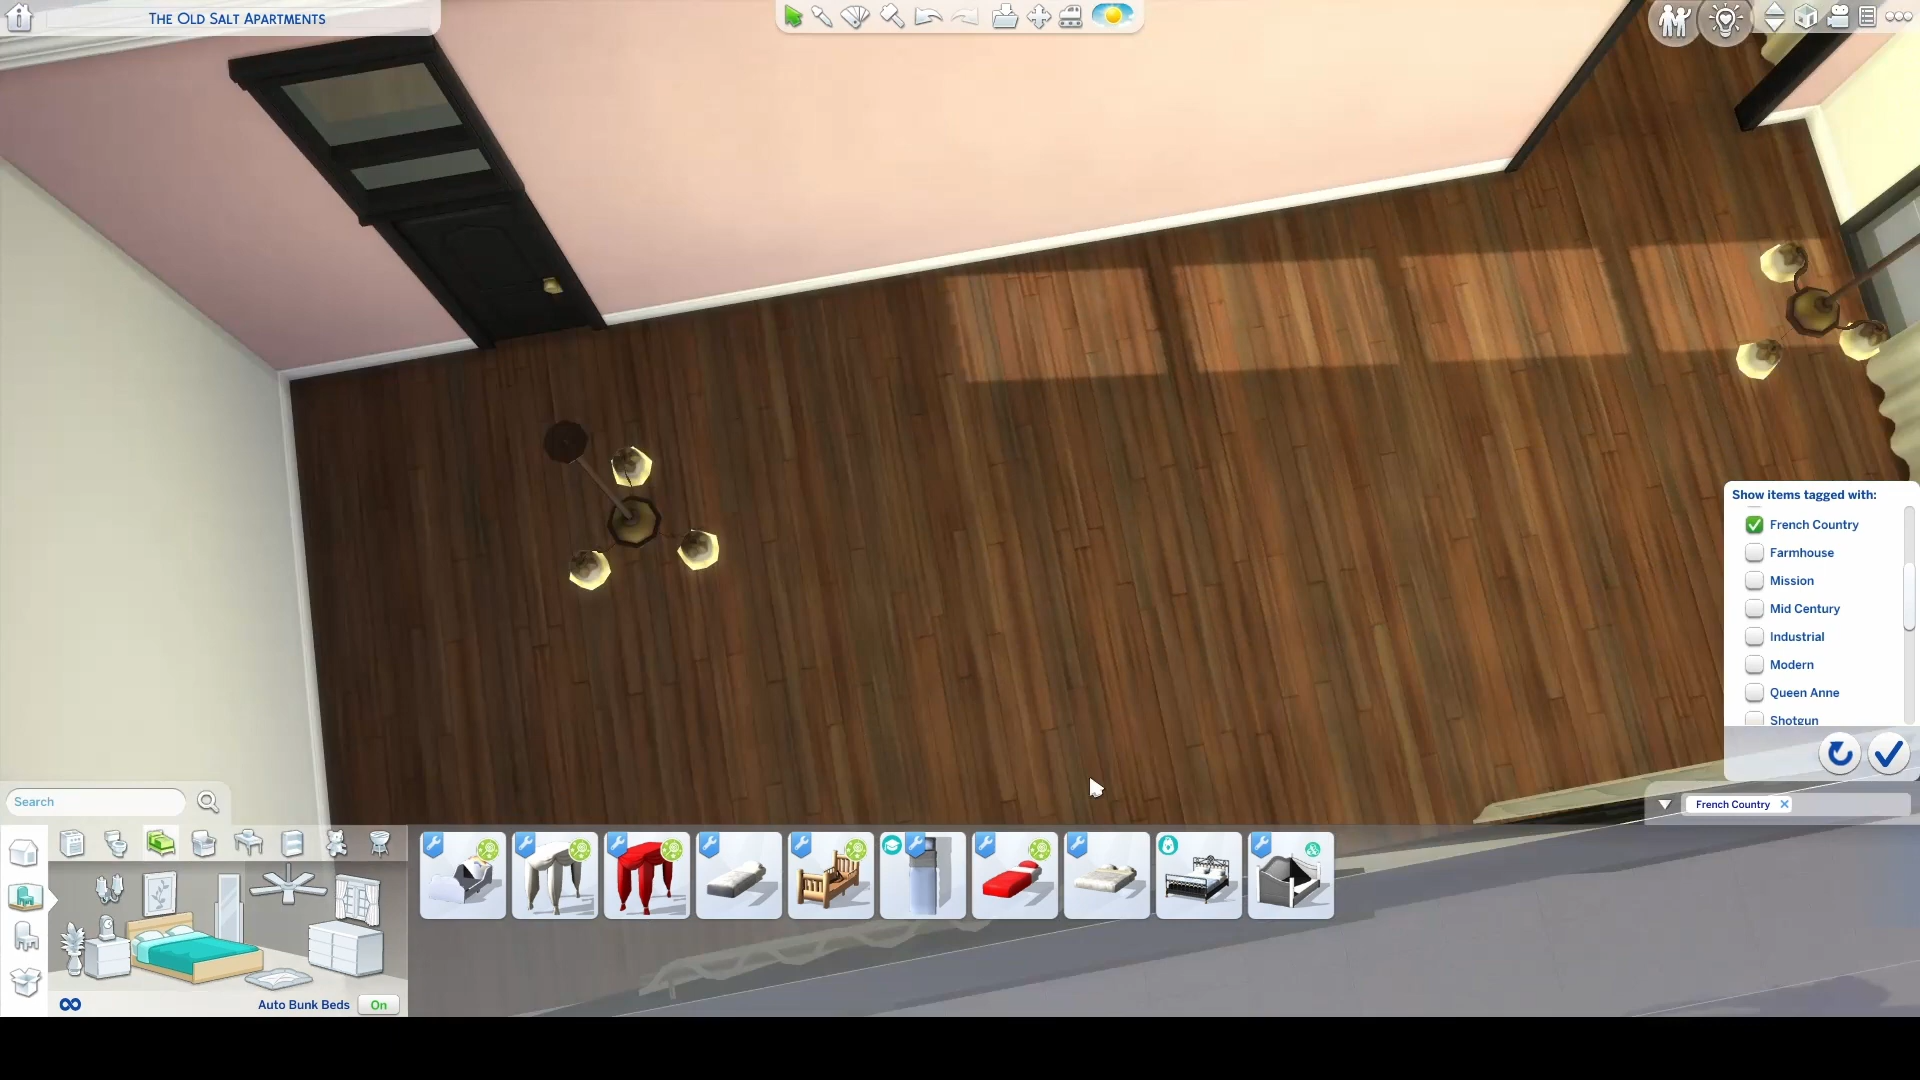 The Old Salt Apartments
Show items tagged with:
French Country
Farmhouse
Mission
Mid Century
Industrial
Modern
Queen Anne
Shotgun
French Country
Search
Auto Bunk Beds On